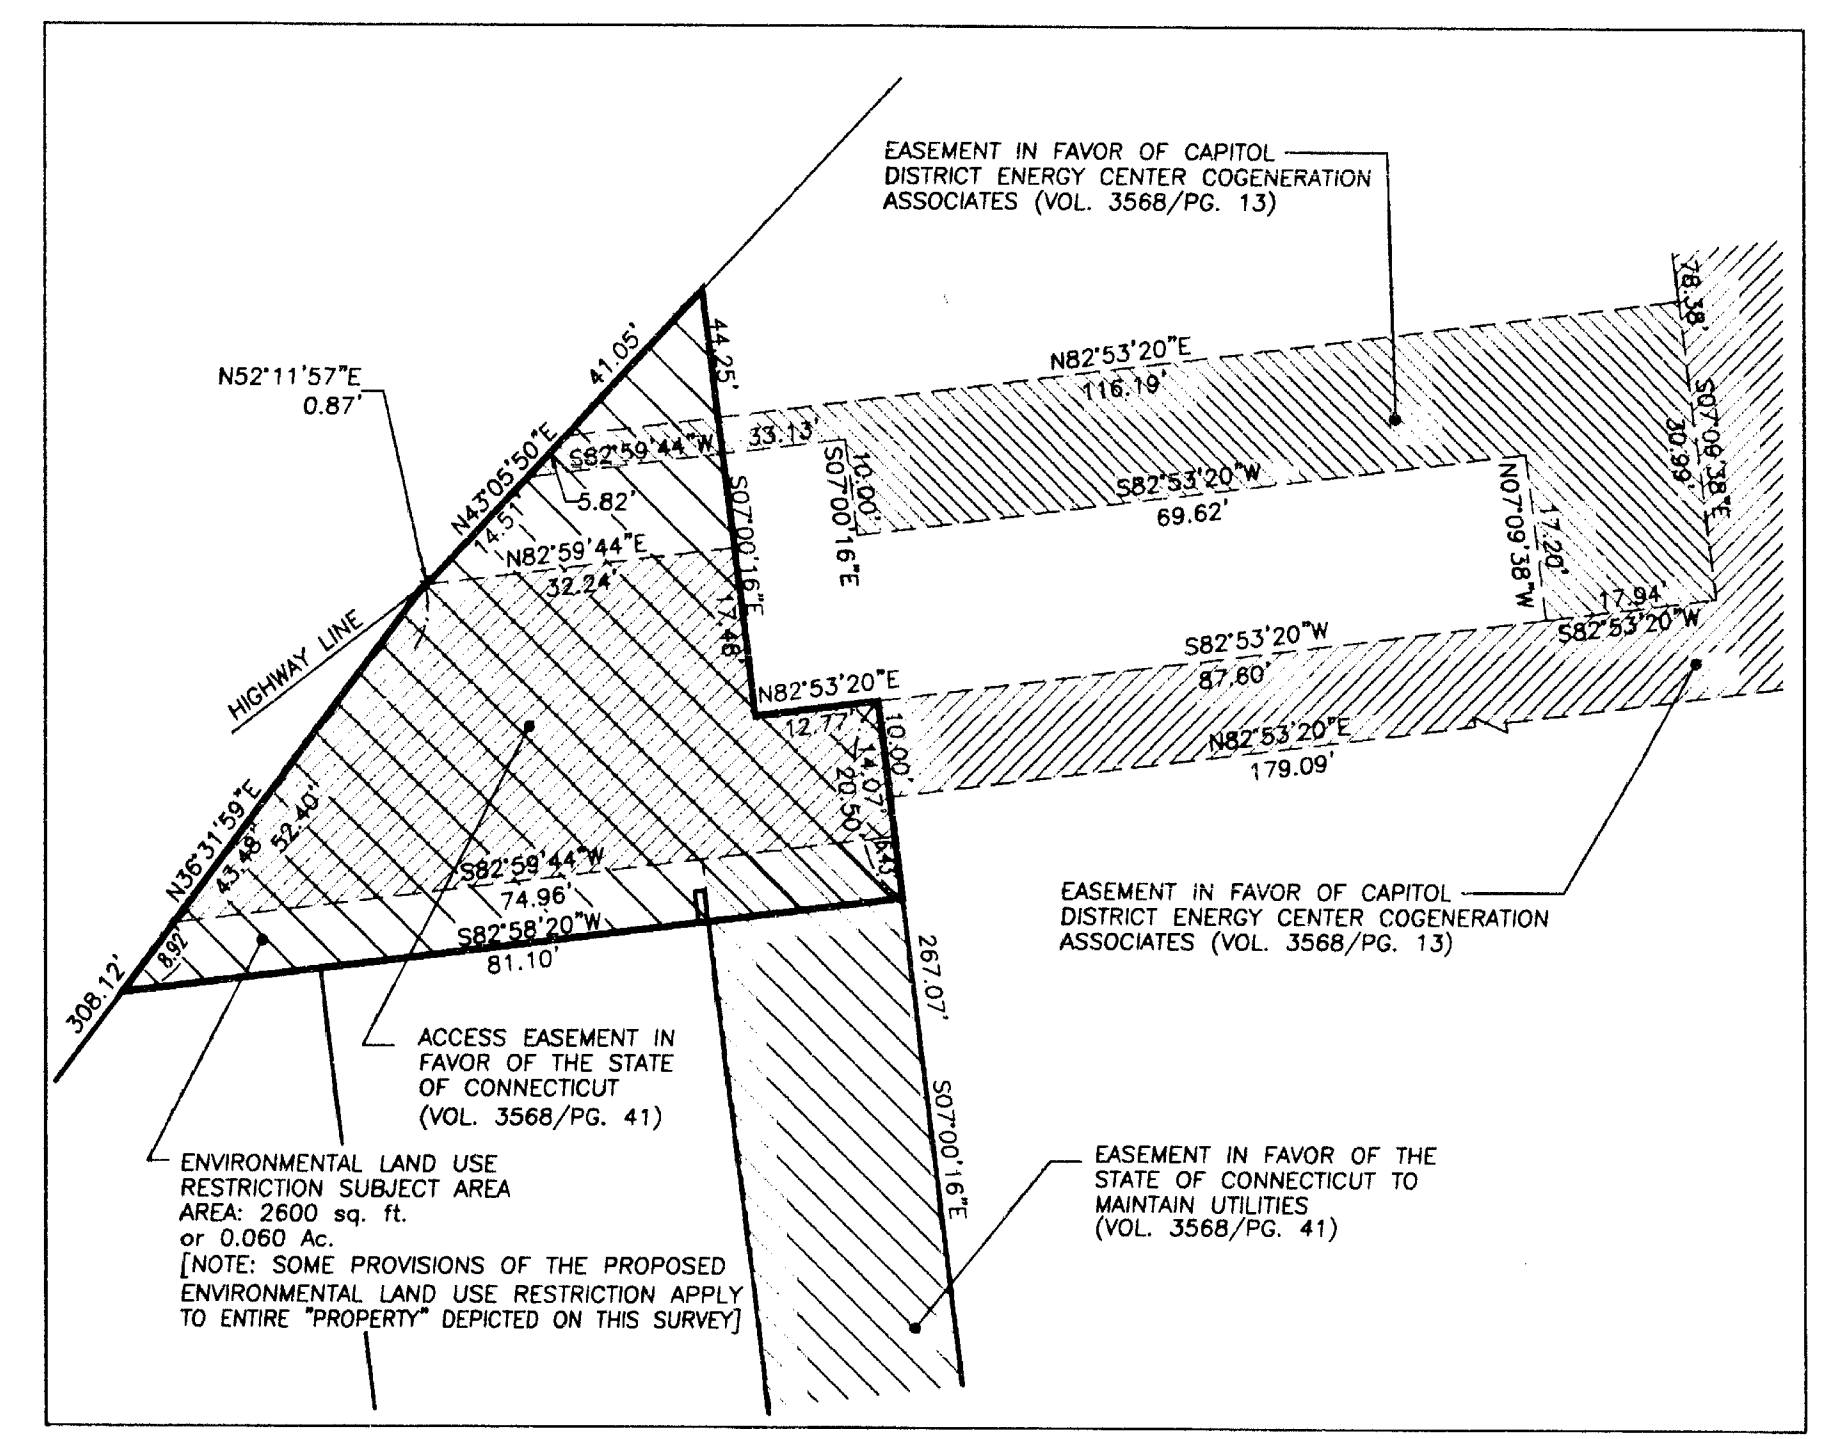 EASEMENT IN FAVOR OF CAPITOL
DISTRICT ENERGY CENTER COGENERATION
ASSOCIATES (VOL. 3568/PG. 13)
78.38'
N82°53'20"E
116.19'
44.25'
41.05'
N52°11'57"E
0.87'
N43°05'50"E
14.51'
S82°59'44"W
33.13'
5.82'
10.00'
S07°00'16"E
S82°53'20"W
69.62'
N07°09'38"W
17.20'
S07°09'38"E
30.99'
17.94'
S82°53'20"W
N82°59'44"E
32.24'
S07°00'16"E
17.48'
HIGHWAY LINE
S82°53'20"W
87.60'
N82°53'20"E
12.77'
10.00'
14.07'
20.50'
N82°53'20"E
179.09'
N36°31'59"E
43.48'
52.40'
S82°59'44"W
74.96'
S82°58'20"W
81.10'
8.92'
308.12'
EASEMENT IN FAVOR OF CAPITOL
DISTRICT ENERGY CENTER COGENERATION
ASSOCIATES (VOL. 3568/PG. 13)
267.07'
S07°00'16"E
ACCESS EASEMENT IN
FAVOR OF THE STATE
OF CONNECTICUT
(VOL. 3568/PG. 41)
ENVIRONMENTAL LAND USE
RESTRICTION SUBJECT AREA
AREA: 2600 sq. ft.
or 0.060 Ac.
[NOTE: SOME PROVISIONS OF THE PROPOSED
ENVIRONMENTAL LAND USE RESTRICTION APPLY
TO ENTIRE "PROPERTY" DEPICTED ON THIS SURVEY]
EASEMENT IN FAVOR OF THE
STATE OF CONNECTICUT TO
MAINTAIN UTILITIES
(VOL. 3568/PG. 41)